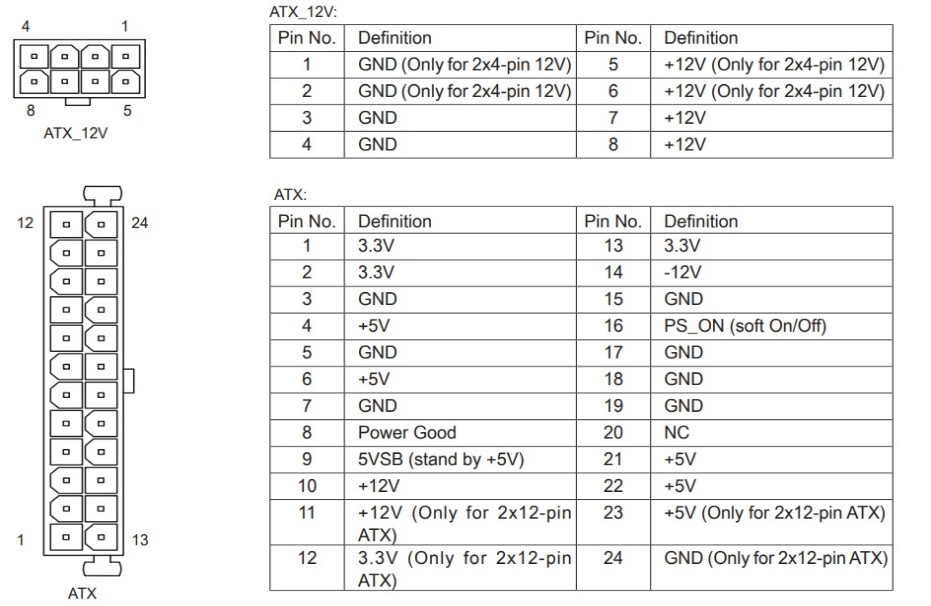 ATX_12V:
4 1
8 5
ATX_12V
Pin No. Definition Pin No. Definition
1 GND (Only for 2x4-pin 12V) 5 +12V (Only for 2x4-pin 12V)
2 GND (Only for 2x4-pin 12V) 6 +12V (Only for 2x4-pin 12V)
3 GND 7 +12V
4 GND 8 +12V
ATX:
12 24
1 13
ATX
Pin No. Definition Pin No. Definition
1 3.3V 13 3.3V
2 3.3V 14 -12V
3 GND 15 GND
4 +5V 16 PS_ON (soft On/Off)
5 GND 17 GND
6 +5V 18 GND
7 GND 19 GND
8 Power Good 20 NC
9 5VSB (stand by +5V) 21 +5V
10 +12V 22 +5V
11 +12V (Only for 2x12-pin 23 +5V (Only for 2x12-pin ATX)
ATX)
12 3.3V (Only for 2x12-pin 24 GND (Only for 2x12-pin ATX)
ATX)